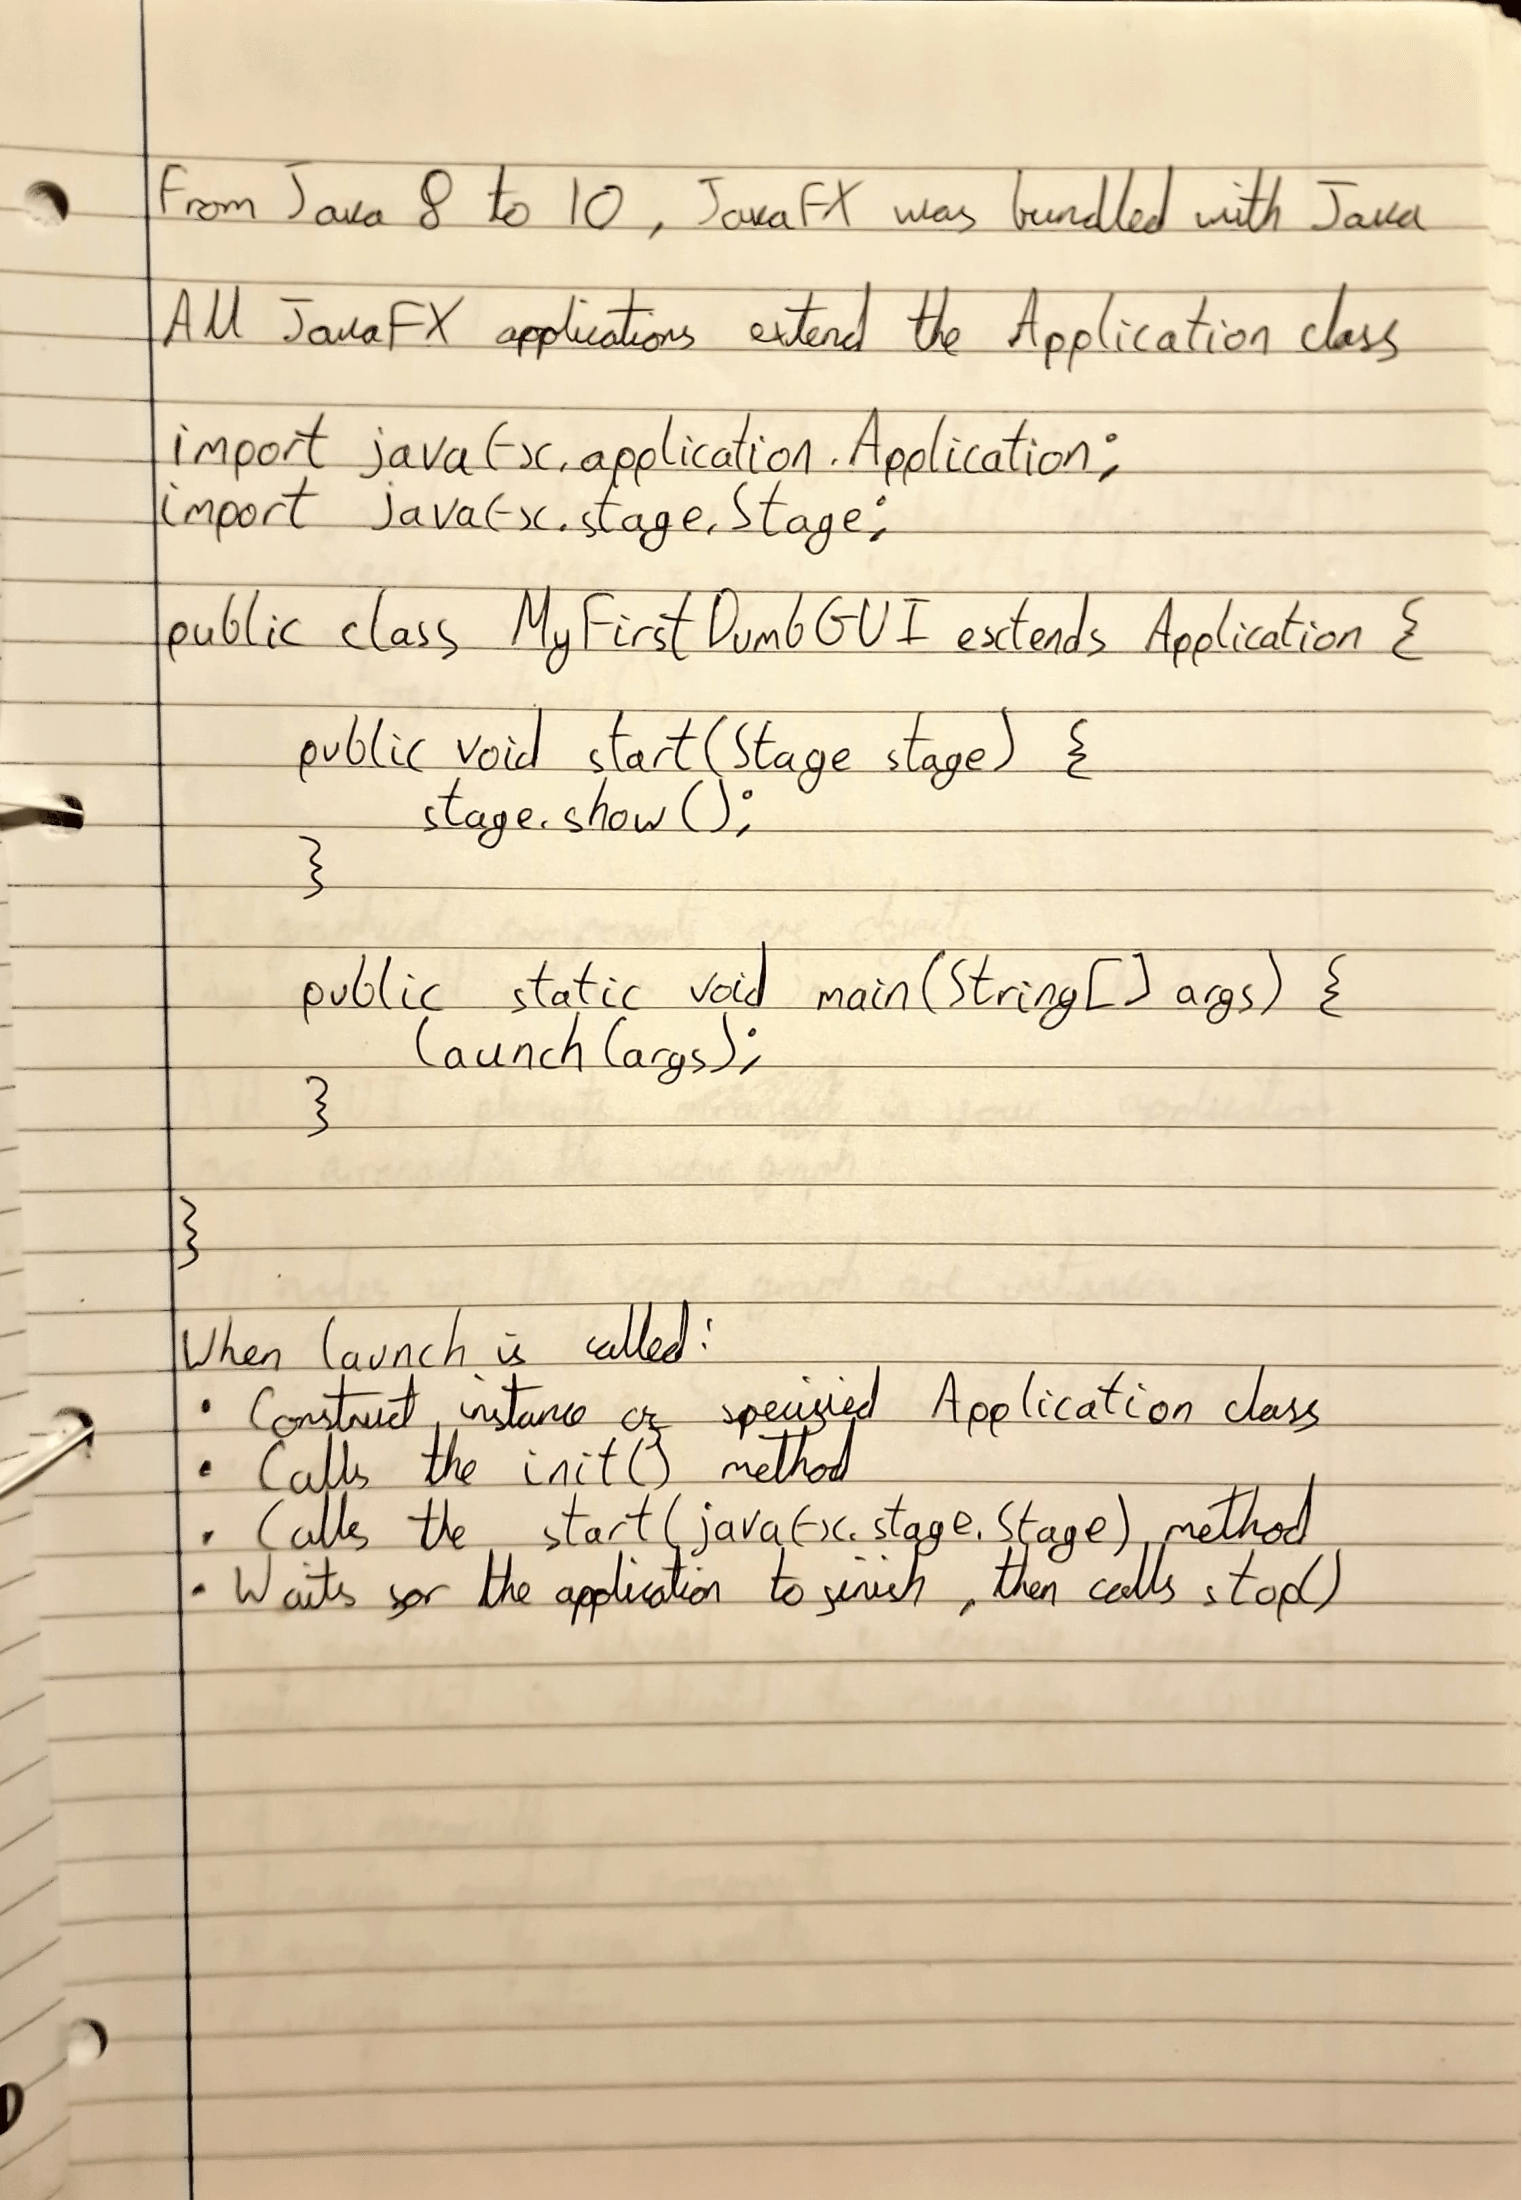 From Java 8 to 10, JavaFX was bundled with Java
All JavaFX applications extend the Application class
import javafx.application.Application;
import javafx.stage.Stage;
public class MyFirstDumbGUI extends Application {
public void start(Stage stage) {
stage.show();
}
public static void main(String[] args) {
launch(args);
}
}
When launch is called:
• Construct instance of specified Application class
• Calls the init() method
• Calls the start(javafx.stage.Stage) method
• Waits for the application to finish, then calls stop()